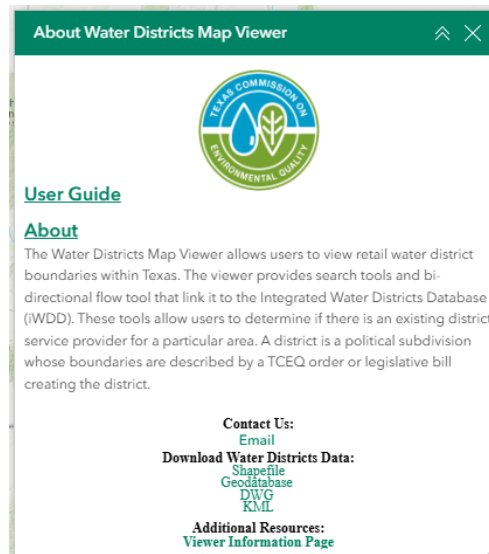 About Water Districts Map Viewer
TEXAS COMMISSION ON
ENVIRONMENTAL QUALITY
User Guide
About
The Water Districts Map Viewer allows users to view retail water district
boundaries within Texas. The viewer provides search tools and bi-
directional flow tool that link it to the Integrated Water Districts Database
(iWDD). These tools allow users to determine if there is an existing district
service provider for a particular area. A district is a political subdivision
whose boundaries are described by a TCEQ order or legislative bill
creating the district.
Contact Us:
Email
Download Water Districts Data:
Shapefile
Geodatabase
DWG
KML
Additional Resources:
Viewer Information Page